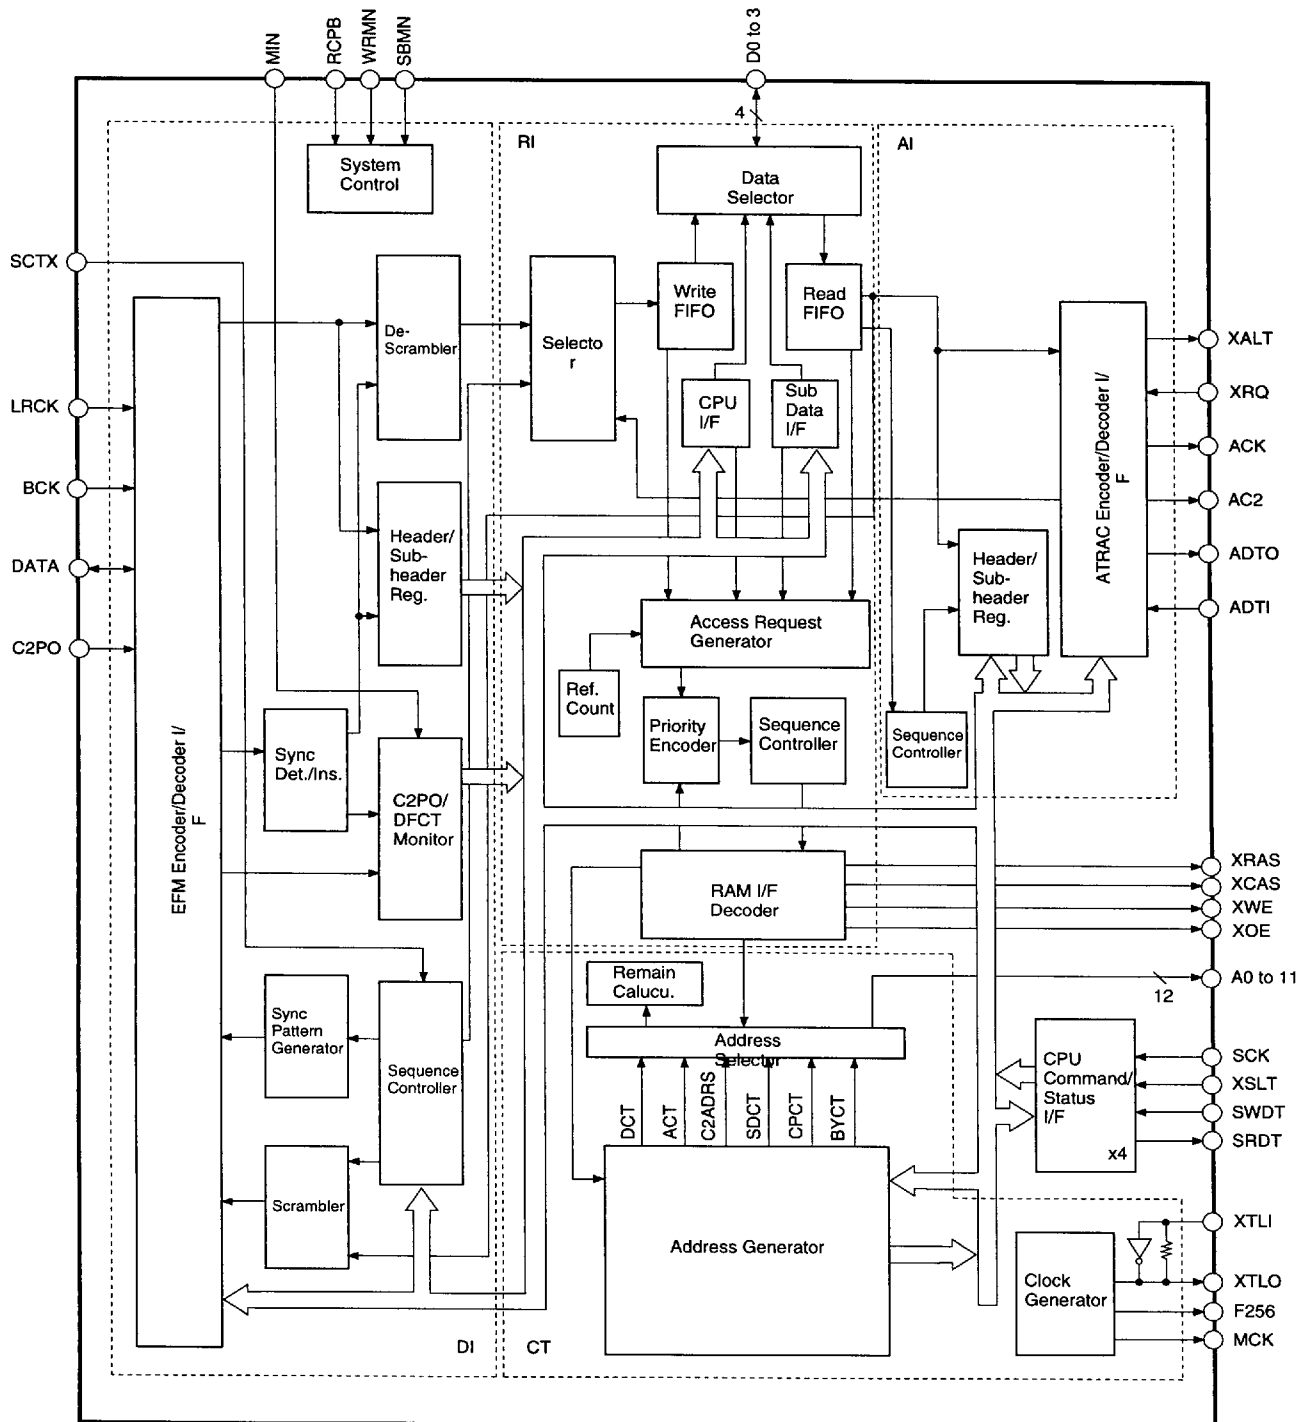 MIN
RCPB
WRMN
SBMN
D0 to 3
4
RI
AI
System
Control
Data
Selector
SCTX
LRCK
BCK
DATA
C2PO
EFM Encoder/Decoder I/
F
De-
Scrambler
Selecto
r
Write
FIFO
Read
FIFO
CPU
I/F
Sub
Data
I/F
ATRAC Encoder/Decoder I/
F
XALT
XRQ
ACK
AC2
ADTO
ADTI
Header/
Sub-
header
Reg.
Header/
Sub-
header
Reg.
Access Request
Generator
Ref.
Count
Priority
Encoder
Sequence
Controller
Sequence
Controller
Sync
Det./Ins.
C2PO/
DFCT
Monitor
RAM I/F
Decoder
XRAS
XCAS
XWE
XOE
A0 to 11
12
Remain
Calucu.
Address
Selector
Sync
Pattern
Generator
Sequence
Controller
CPU
Command/
Status
I/F
x4
SCK
XSLT
SWDT
SRDT
DCT
ACT
C2ADRS
SDCT
CPCT
BYCT
Scrambler
Address Generator
Clock
Generator
XTLI
XTLO
F256
MCK
DI
CT